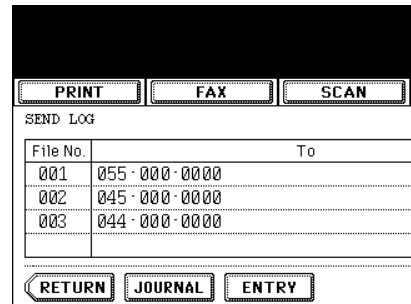 PRINT FAX SCAN
SEND LOG
File No. To
001 055-000-0000
002 045-000-0000
003 044-000-0000
RETURN JOURNAL ENTRY